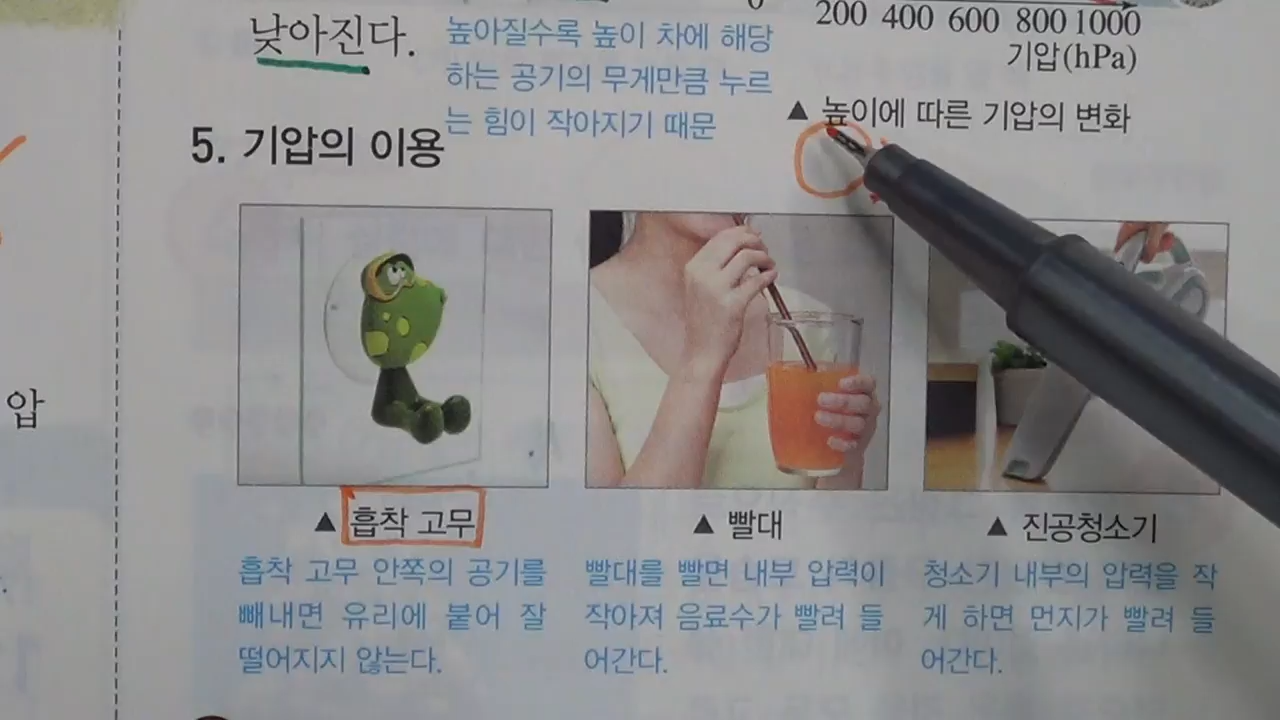 낮아진다.
높아질수록 높이 차에 해당
하는 공기의 무게만큼 누르
는 힘이 작아지기 때문
0
200 400 600 800 1000
기압(hPa)
▲ 높이에 따른 기압의 변화
5. 기압의 이용
압
▲ 흡착 고무
흡착 고무 안쪽의 공기를
빼내면 유리에 붙어 잘
떨어지지 않는다.
▲ 빨대
빨대를 빨면 내부 압력이
작아져 음료수가 빨려 들
어간다.
▲ 진공청소기
청소기 내부의 압력을 작
게 하면 먼지가 빨려 들
어간다.